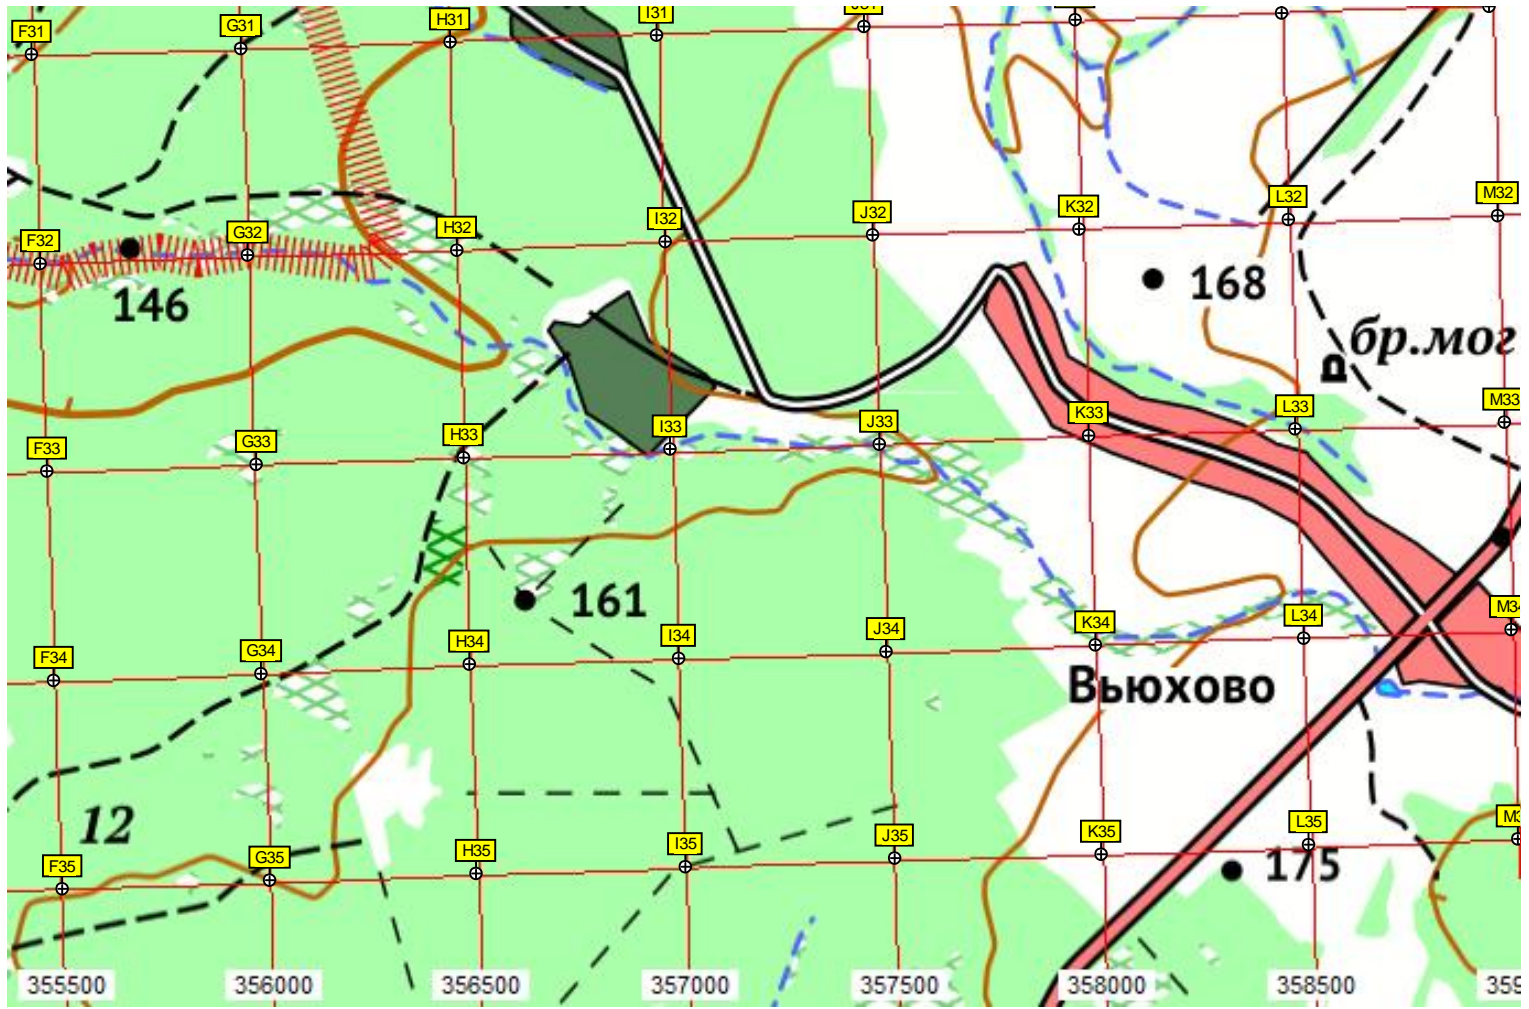 F31 G31 H31 I31
F32 G32 H32 I32 J32 K32 L32 M32
146
168
бр.мог
F33 G33 H33 I33 J33 K33 L33 M33
161
F34 G34 H34 I34 J34 K34 L34
Вьюхово
12
F35 G35 H35 I35 J35 K35 L35
175
355500 356000 356500 357000 357500 358000 358500